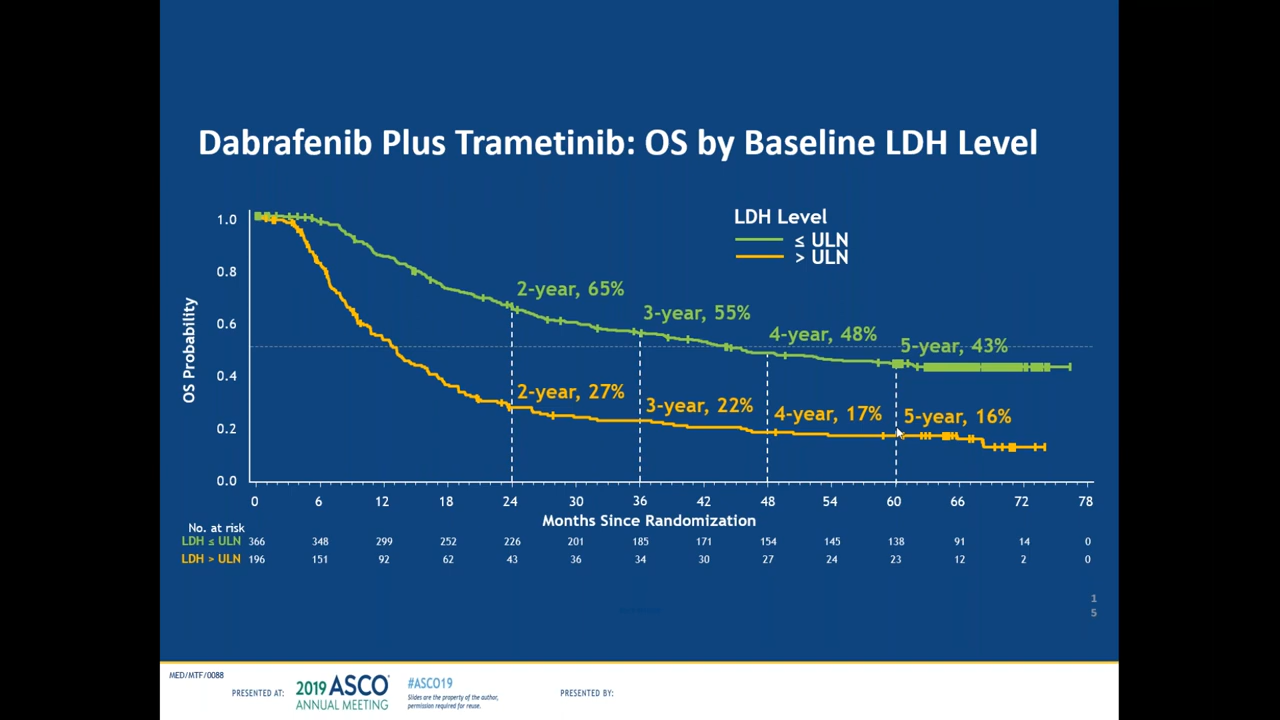 Dabrafenib Plus Trametinib: OS by Baseline LDH Level
LDH Level
≤ ULN
> ULN
OS Probability
1.0
0.8
0.6
0.4
0.2
0.0
2-year, 65%
3-year, 55%
4-year, 48%
5-year, 43%
2-year, 27%
3-year, 22%
4-year, 17%
5-year, 16%
0 6 12 18 24 30 36 42 48 54 60 66 72 78
Months Since Randomization
No. at risk
LDH ≤ ULN 366 348 299 252 226 201 185 171 154 145 138 91 14 0
LDH > ULN 196 151 92 62 43 36 34 30 27 24 23 12 2 0
1
5
MED/MTF/0088
PRESENTED AT:
2019 ASCO
ANNUAL MEETING
#ASCO19
Slides are the property of the author,
permission required for reuse.
PRESENTED BY: